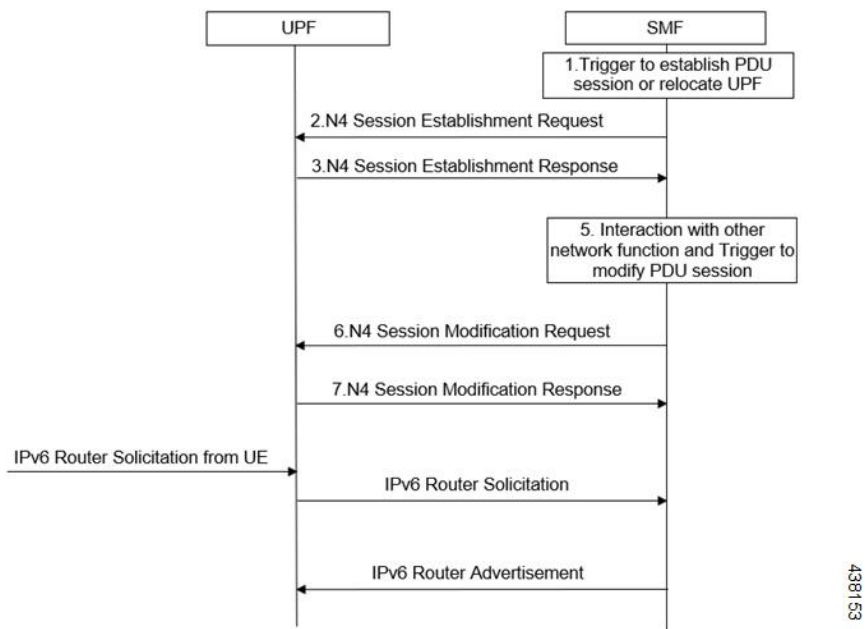 UPF
SMF
1.Trigger to establish PDU
session or relocate UPF
2.N4 Session Establishment Request
3.N4 Session Establishment Response
5. Interaction with other
network function and Trigger to
modify PDU session
6.N4 Session Modification Request
7.N4 Session Modification Response
IPv6 Router Solicitation from UE
IPv6 Router Solicitation
IPv6 Router Advertisement
438153